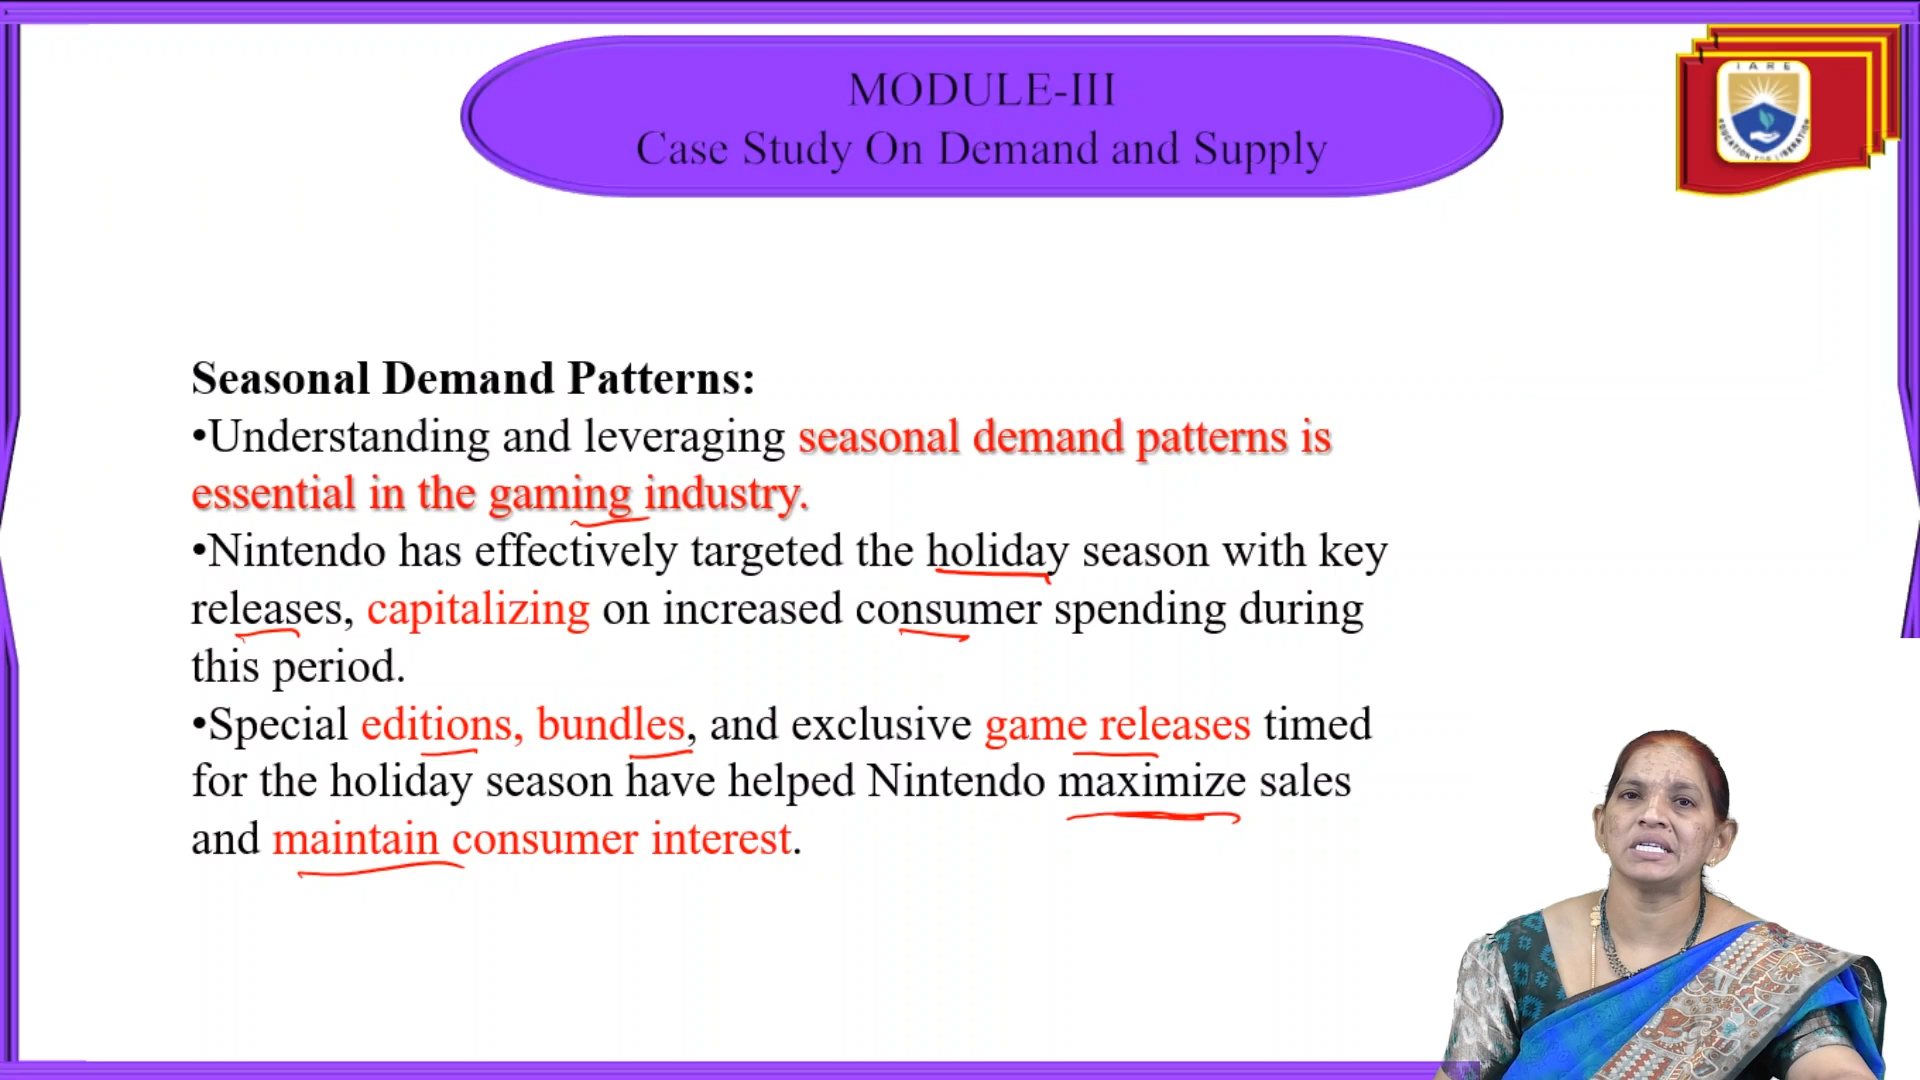 MODULE-III
Case Study On Demand and Supply
I A R E
EDUCATION FOR LIBERATION
Seasonal Demand Patterns:
•Understanding and leveraging seasonal demand patterns is
essential in the gaming industry.
•Nintendo has effectively targeted the holiday season with key
releases, capitalizing on increased consumer spending during
this period.
•Special editions, bundles, and exclusive game releases timed
for the holiday season have helped Nintendo maximize sales
and maintain consumer interest.